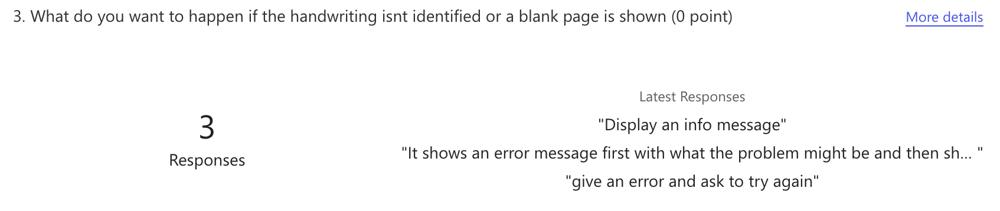 3. What do you want to happen if the handwriting isnt identified or a blank page is shown (0 point)
More details
3
Responses
Latest Responses
"Display an info message"
"It shows an error message first with what the problem might be and then sh... "
"give an error and ask to try again"